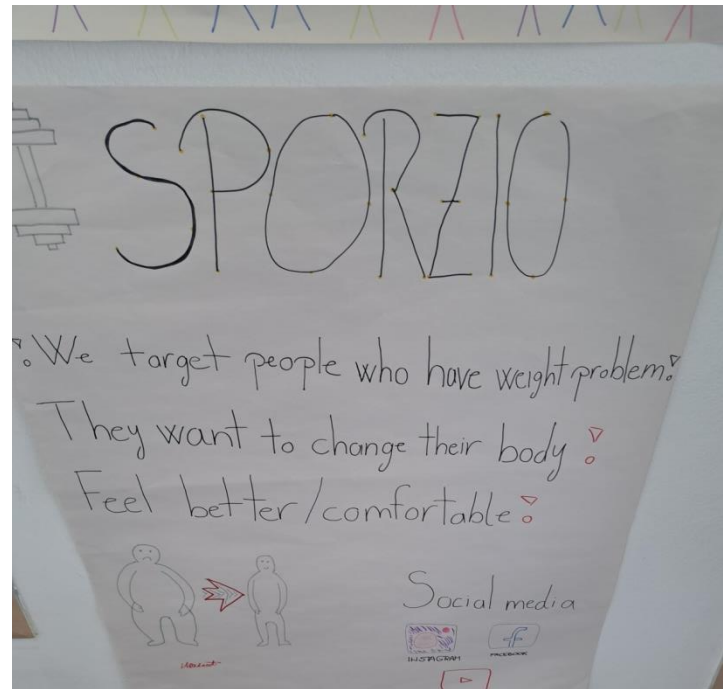 SPORZIO
!We target people who have weight problem!
They want to change their body!
Feel better/comfortable!
Social media
INSTAGRAM
FACEBOOK